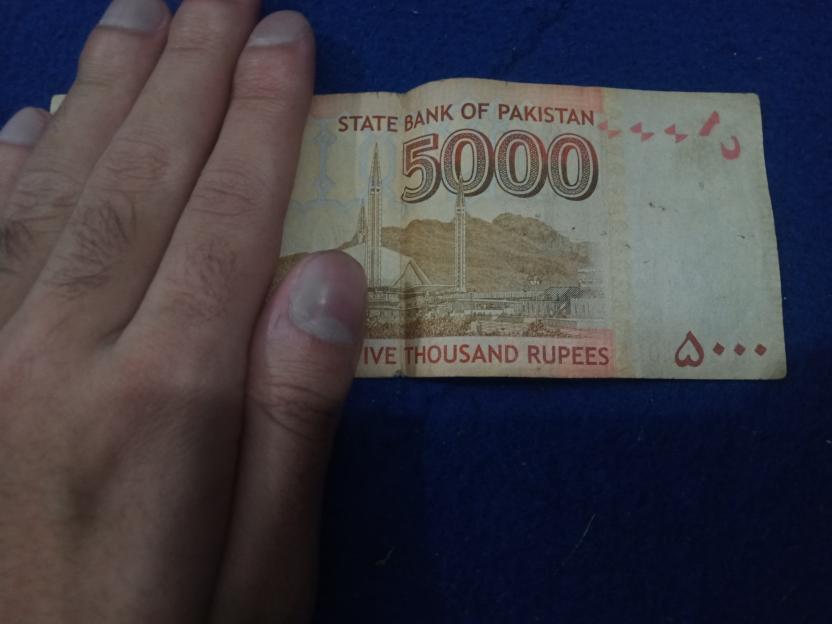 STATE BANK OF PAKISTAN
5000
IVE THOUSAND RUPEES
۵۰۰۰